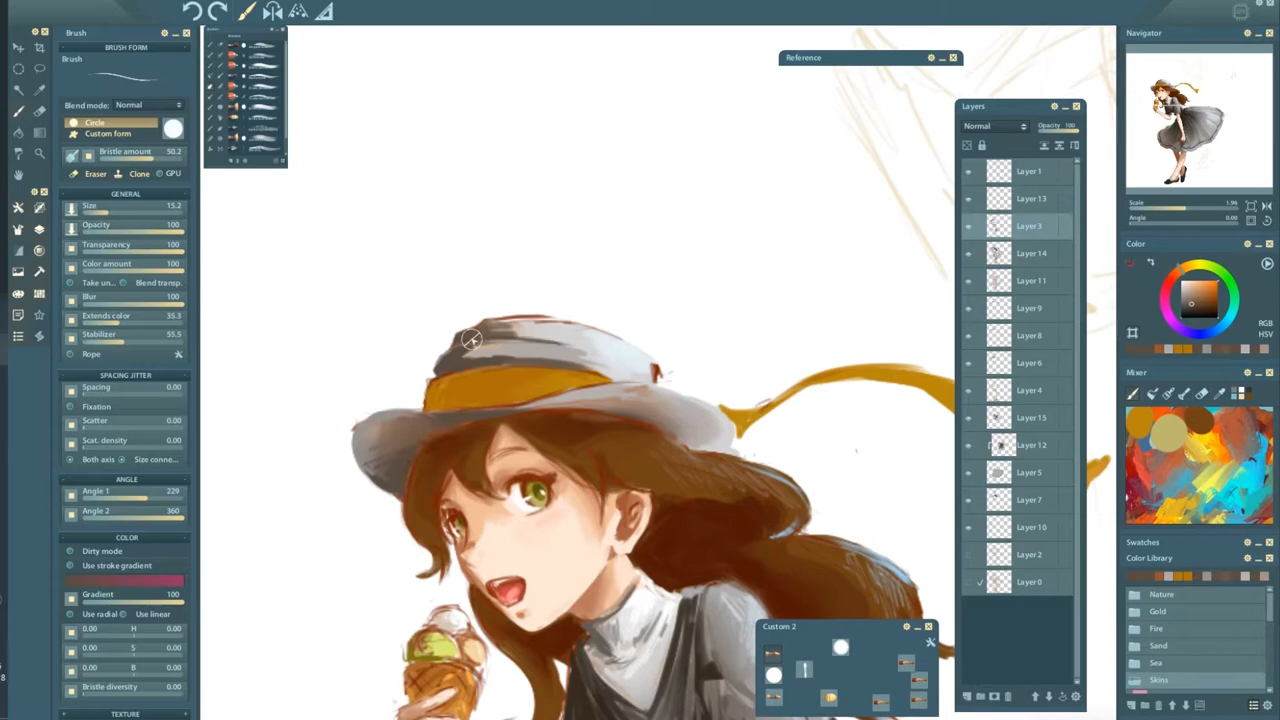 Brush
BRUSH FORM
Brush
Blend mode: Normal
Circle
Custom form
Bristle amount 50.2
Eraser Clone GPU
GENERAL
Size 15.2
Opacity 100
Transparency 100
Color amount 100
Take un... Blend transp.
Blur 100
Extends color 35.3
Stabilizer 55.5
Rope
SPACING JITTER
Spacing 0.00
Fixation
Scatter 0.00
Scat. density 0.00
Both axis Size conne...
ANGLE
Angle 1 229
Angle 2 360
COLOR
Dirty mode
Use stroke gradient
Gradient 100
Use radial Use linear
0.00 H 0.00
0.00 S 0.00
0.00 B 0.00
Bristle diversity 0.00
TEXTURE
Reference
Custom 2
Layers
Normal Opacity 100
Layer 1
Layer 13
Layer 3
Layer 14
Layer 11
Layer 9
Layer 8
Layer 6
Layer 4
Layer 15
Layer 12
Layer 5
Layer 7
Layer 10
Layer 2
Layer 0
Navigator
Scale 1.96
Angle 0.00
Color
RGB
HSV
Mixer
Swatches
Color Library
Nature
Gold
Fire
Sand
Sea
Skins